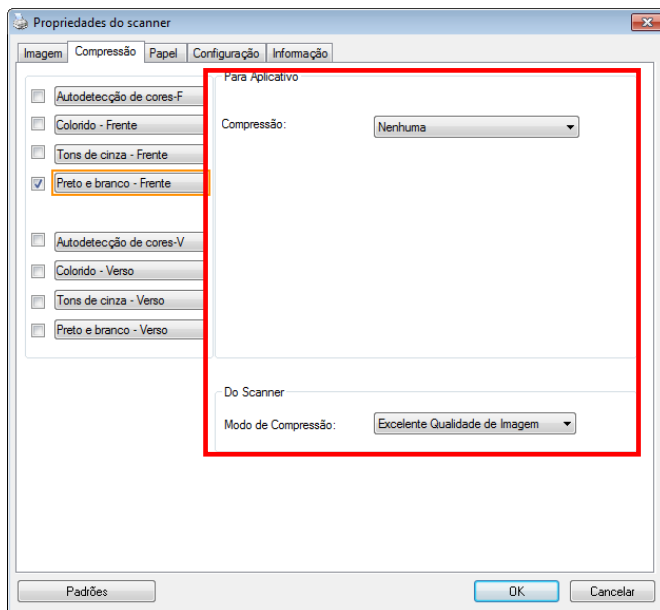 Propriedades do scanner
Imagem Compressão Papel Configuração Informação
Para Aplicativo
Autodetecção de cores-F
Colorido - Frente
Compressão: Nenhuma
Tons de cinza - Frente
Preto e branco - Frente
Autodetecção de cores-V
Colorido - Verso
Tons de cinza - Verso
Preto e branco - Verso
Do Scanner
Modo de Compressão: Excelente Qualidade de Imagem
Padrões OK Cancelar